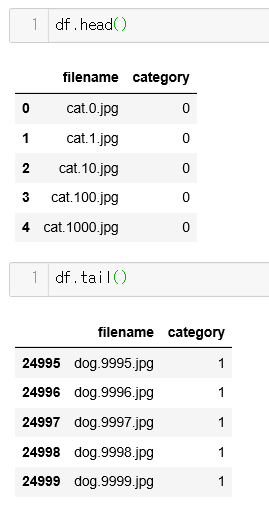 1 df.head()
filename category
0 cat.0.jpg 0
1 cat.1.jpg 0
2 cat.10.jpg 0
3 cat.100.jpg 0
4 cat.1000.jpg 0
1 df.tail()
filename category
24995 dog.9995.jpg 1
24996 dog.9996.jpg 1
24997 dog.9997.jpg 1
24998 dog.9998.jpg 1
24999 dog.9999.jpg 1